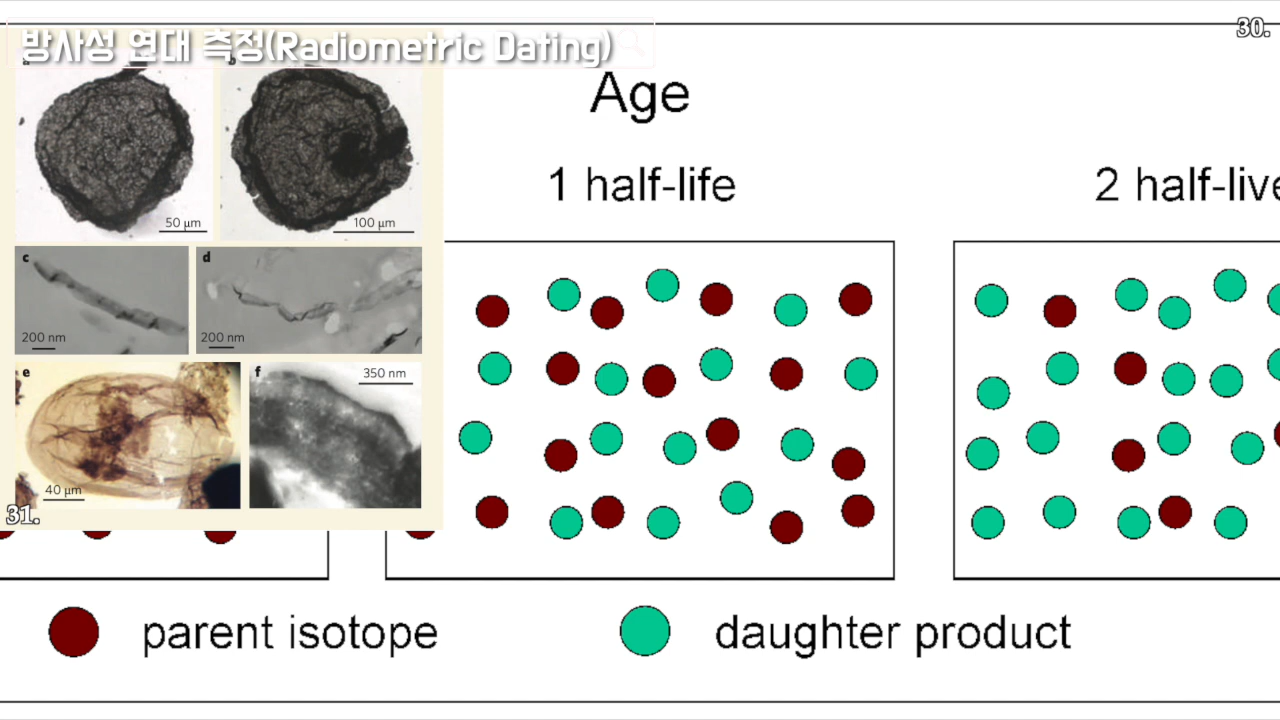 방사성 연대 측정(Radiometric Dating)
30.
Age
1 half-life
2 half-live
50 µm
100 µm
c
d
200 nm
200 nm
e
f
350 nm
40 µm
31.
parent isotope
daughter product